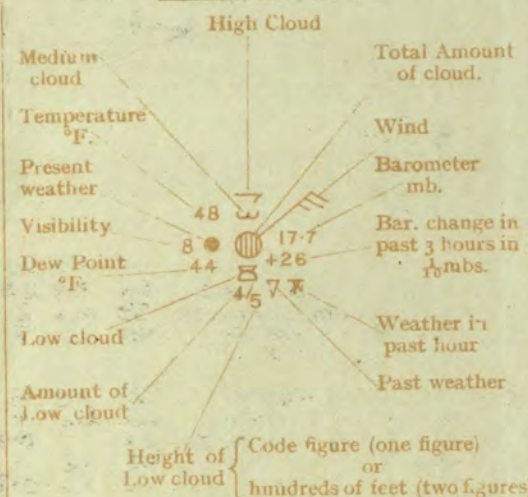 High Cloud
Medium
cloud
Total Amount
of cloud.
Temperature
°F.
Wind
Present
weather
Barometer
mb.
48
Visibility
8
17·7
Bar. change in
past 3 hours in
1/10 mbs.
Dew Point
°F.
44
+26
4/5
Low cloud
Weather in
past hour
Amount of
Low cloud
Past weather
Height of
Low cloud
Code figure (one figure)
or
hundreds of feet (two figures